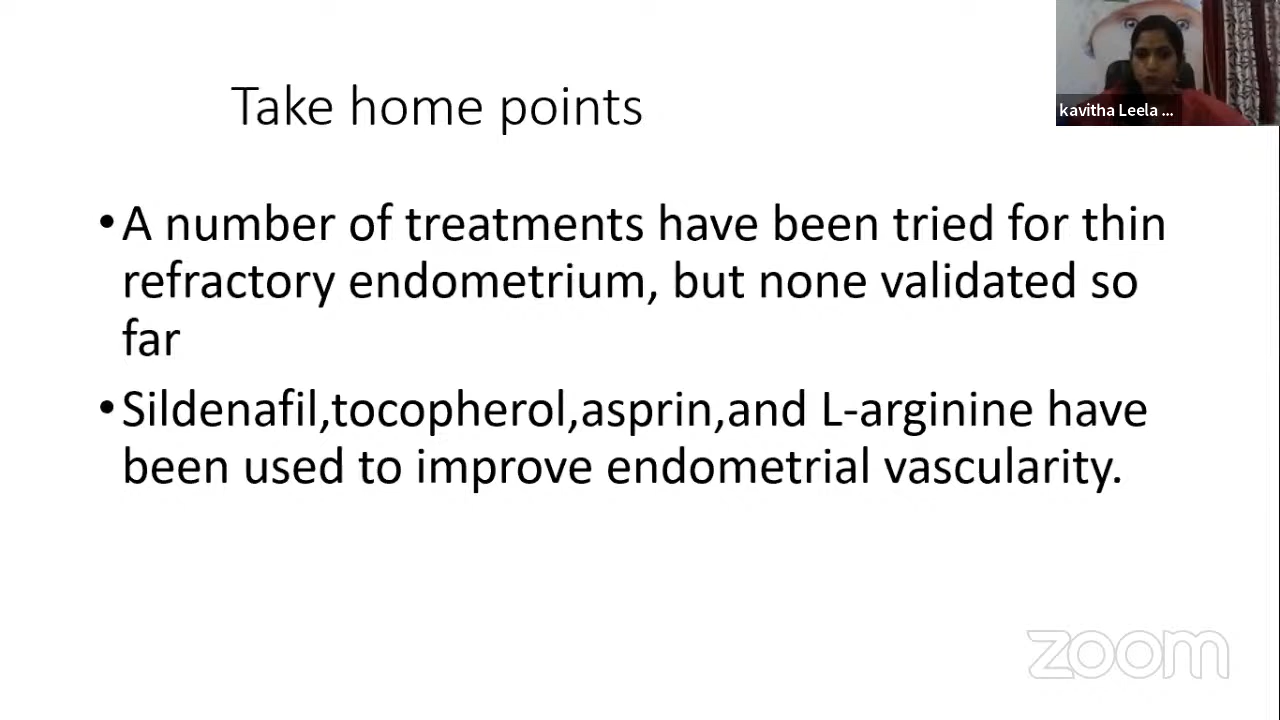 Take home points
kavitha Leela ...
•A number of treatments have been tried for thin
refractory endometrium, but none validated so
far
•Sildenafil,tocopherol,asprin,and L-arginine have
been used to improve endometrial vascularity.
zoom